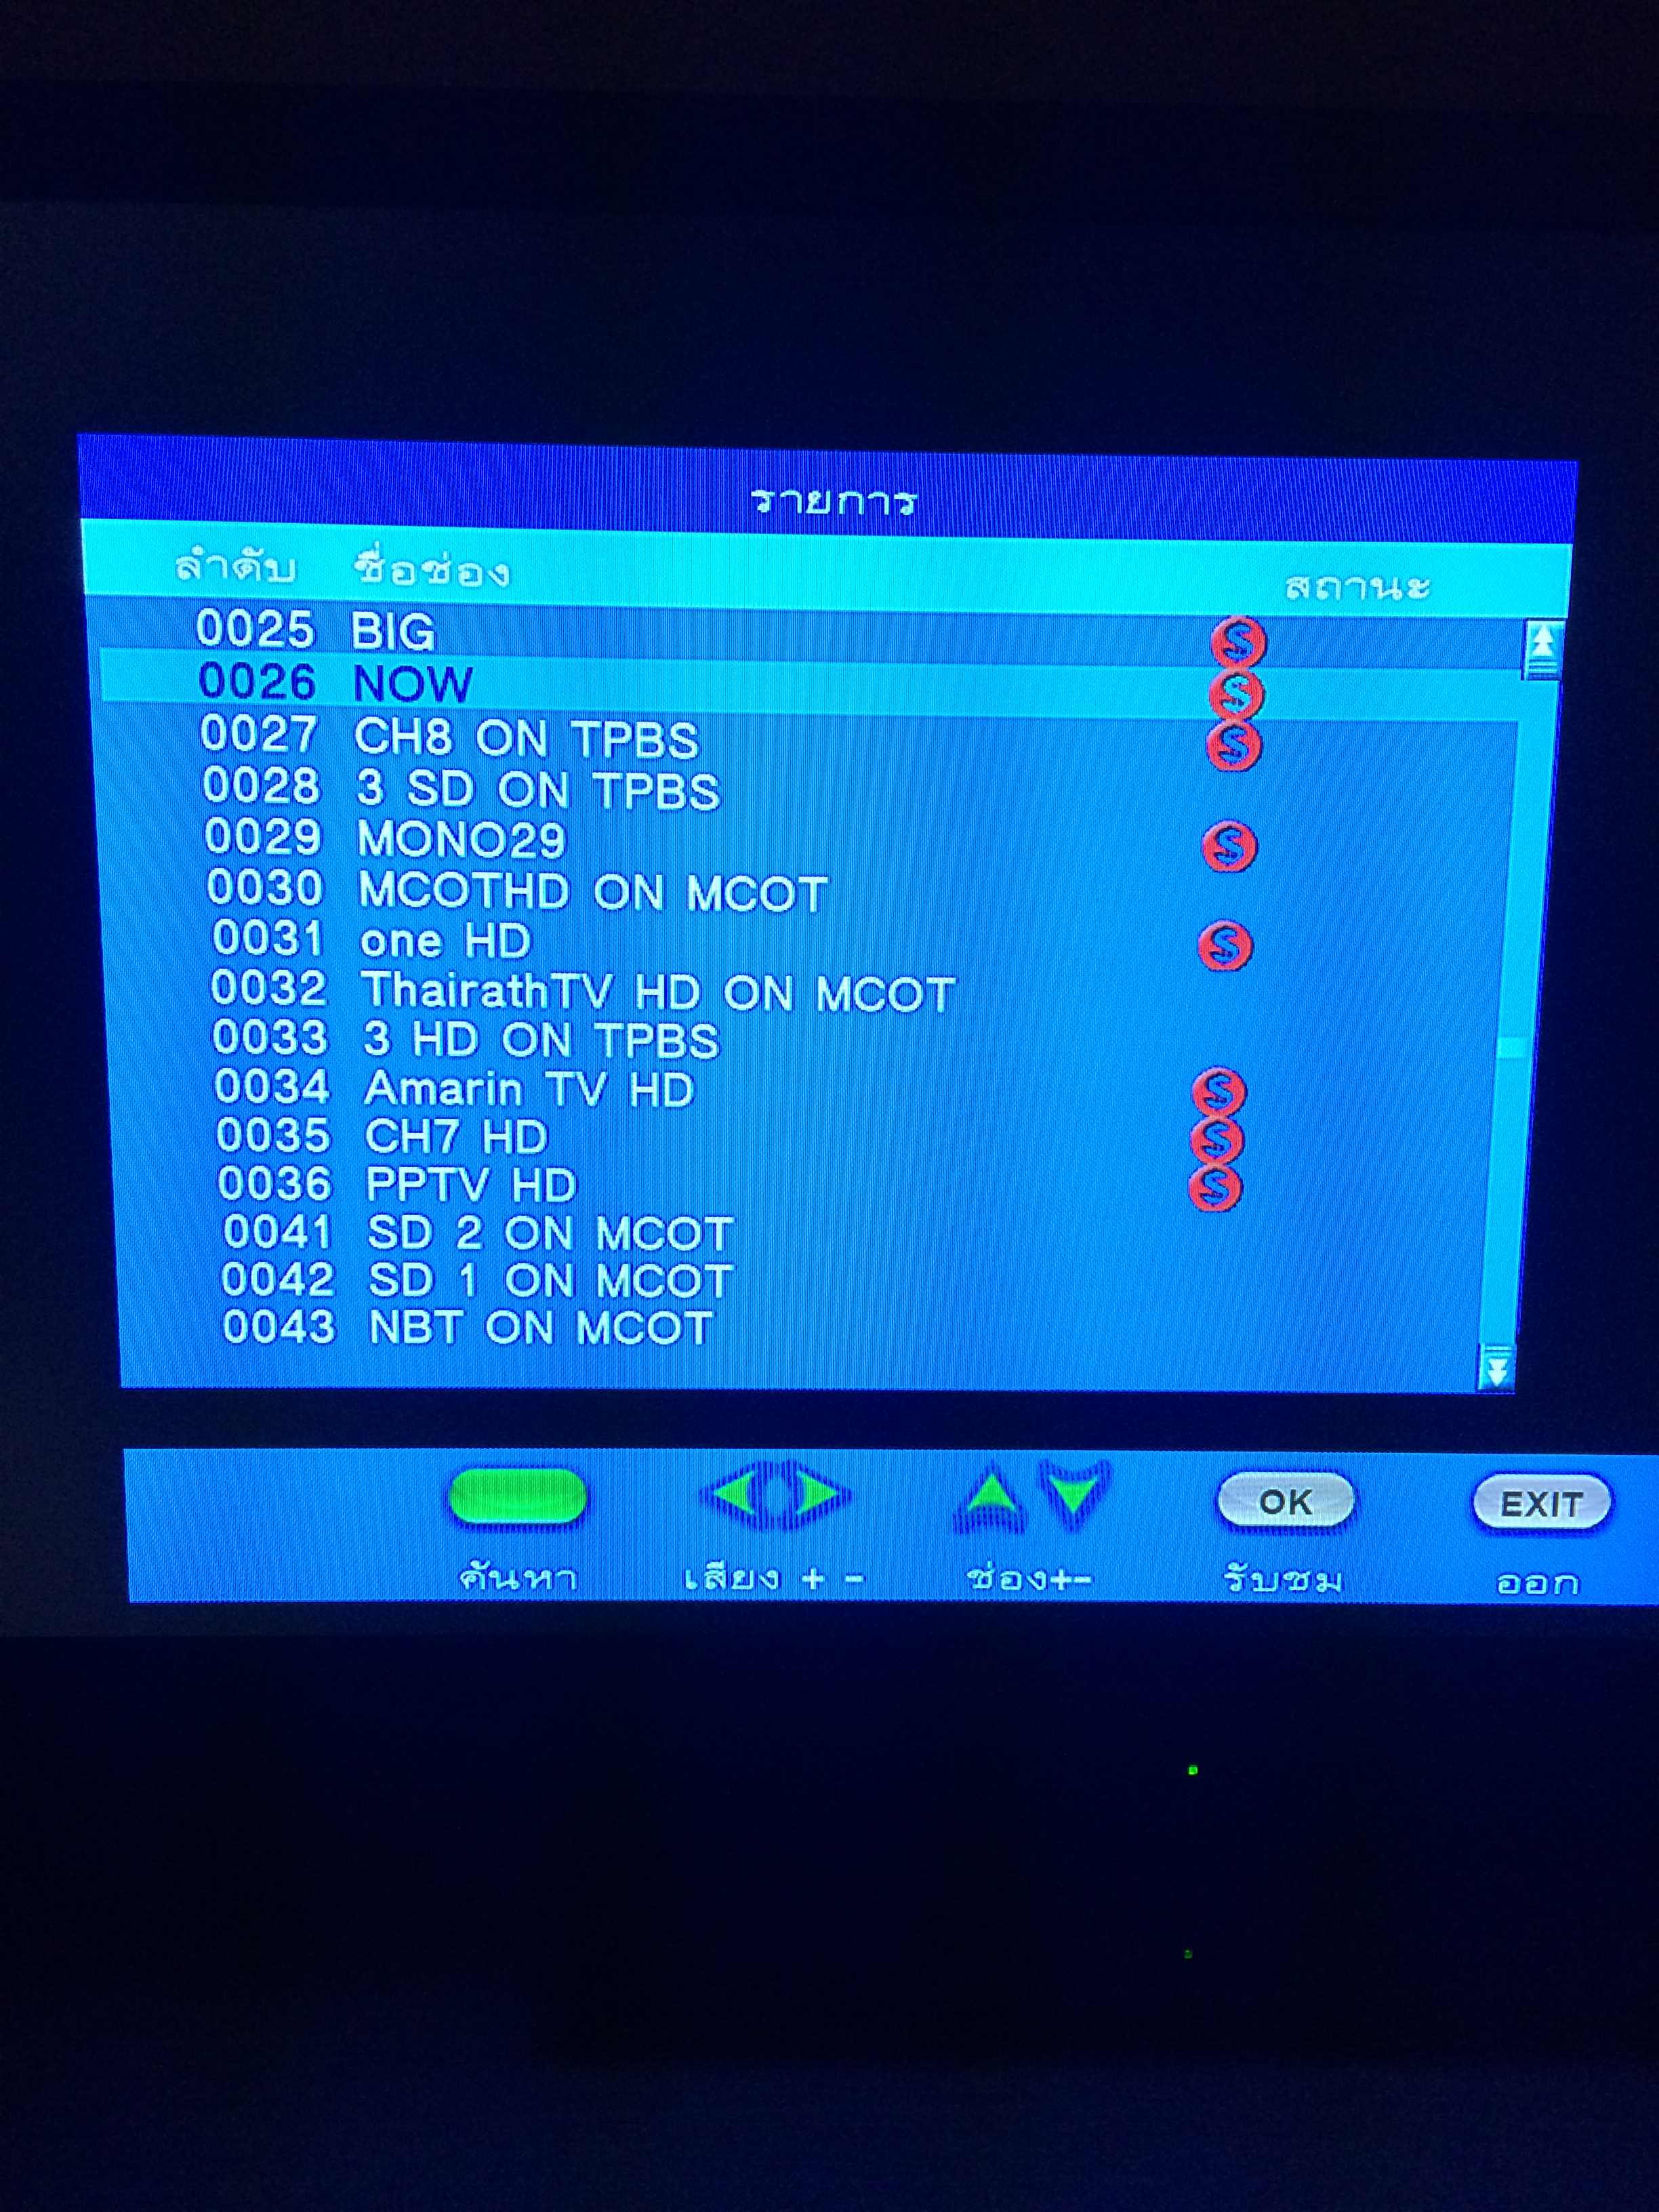 รายการ
ลำดับ ชื่อช่อง สถานะ
0025 BIG
0026 NOW
0027 CH8 ON TPBS
0028 3 SD ON TPBS
0029 MONO29
0030 MCOTHD ON MCOT
0031 one HD
0032 ThairathTV HD ON MCOT
0033 3 HD ON TPBS
0034 Amarin TV HD
0035 CH7 HD
0036 PPTV HD
0041 SD 2 ON MCOT
0042 SD 1 ON MCOT
0043 NBT ON MCOT
OK EXIT
ค้นหา เสียง + - ช่อง+- รับชม ออก